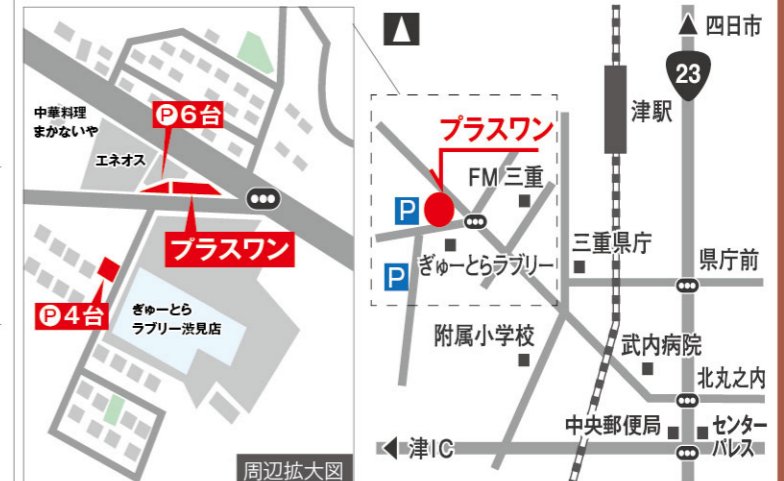 中華料理
まかないや
Ⓟ6台
エネオス
プラスワン
Ⓟ4台
ぎゅーとら
ラブリー渋見店
周辺拡大図
四日市
23
津駅
プラスワン
FM三重
P
三重県庁
ぎゅーとらラブリー
県庁前
P
附属小学校
武内病院
北丸之内
中央郵便局
センター
パレス
津IC